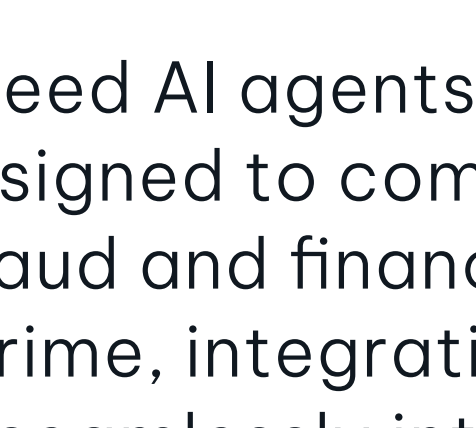 eed AI agents
signed to com
aud and financ
rime, integrati